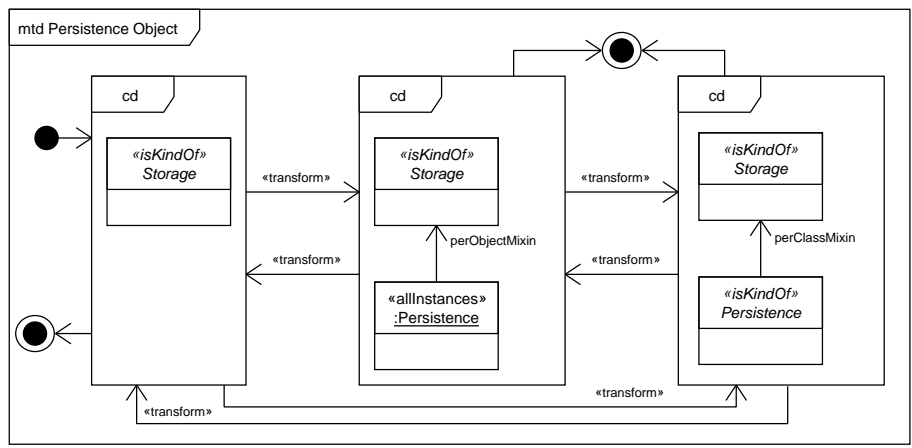 mtd Persistence Object
cd
cd
cd
«isKindOf»
Storage
«isKindOf»
Storage
«isKindOf»
Storage
«transform»
«transform»
perObjectMixin
perClassMixin
«transform»
«transform»
«allInstances»
:Persistence
«isKindOf»
Persistence
«transform»
«transform»